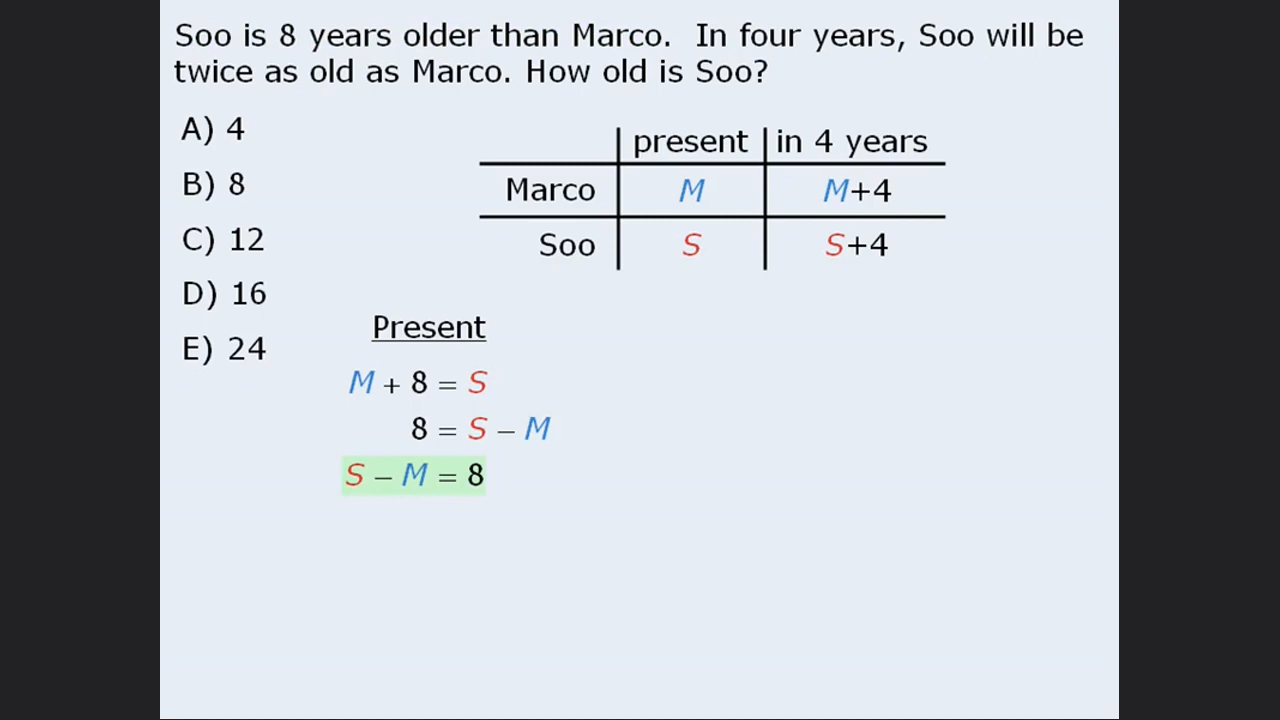 Soo is 8 years older than Marco. In four years, Soo will be
twice as old as Marco. How old is Soo?
A) 4
B) 8
C) 12
D) 16
E) 24
present in 4 years
Marco M M+4
Soo S S+4
Present
M + 8 = S
8 = S – M
S – M = 8